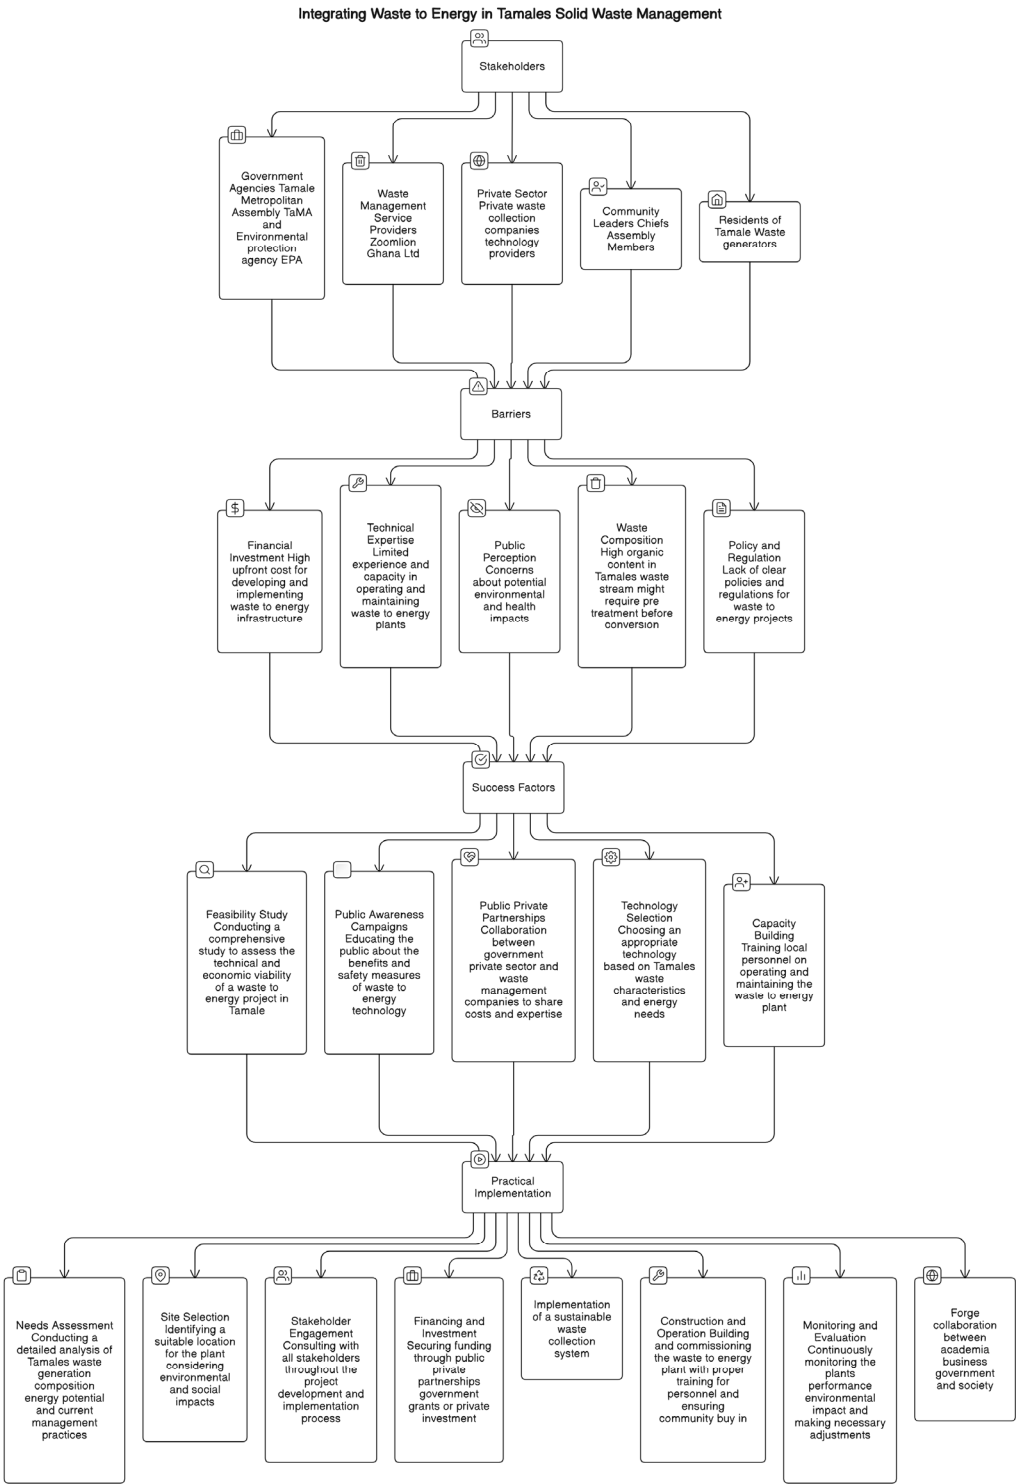 Integrating Waste to Energy in Tamales Solid Waste Management
Stakeholders
Government
Agencies Tamale
Metropolitan
Assembly TaMA
and
Environmental
protection
agency EPA
Waste
Management
Service
Providers
Zoomlion
Ghana Ltd
Private Sector
Private waste
collection
companies
technology
providers
Community
Leaders Chiefs
Assembly
Members
Residents of
Tamale Waste
generators
Barriers
Financial
Investment High
upfront cost for
developing and
implementing
waste to energy
infrastructure
Technical
Expertise
Limited
experience and
capacity in
operating and
maintaining
waste to energy
plants
Public
Perception
Concerns
about potential
environmental
and health
impacts
Waste
Composition
High organic
content in
Tamales waste
stream might
require pre
treatment before
conversion
Policy and
Regulation
Lack of clear
policies and
regulations for
waste to
energy projects
Success Factors
Feasibility Study
Conducting a
comprehensive
study to assess the
technical and
economic viability
of a waste to
energy project in
Tamale
Public Awareness
Campaigns
Educating the
public about the
benefits and
safety measures
of waste to
energy
technology
Public Private
Partnerships
Collaboration
between
government
private sector and
waste
management
companies to share
costs and expertise
Technology
Selection
Choosing an
appropriate
technology
based on Tamales
waste
characteristics
and energy
needs
Capacity
Building
Training local
personnel on
operating and
maintaining the
waste to energy
plant
Practical
Implementation
Needs Assessment
Conducting a
detailed analysis of
Tamales waste
generation
composition
energy potential
and current
management
practices
Site Selection
Identifying a
suitable location
for the plant
considering
environmental
and social
impacts
Stakeholder
Engagement
Consulting with
all stakeholders
throughout the
project
development and
implementation
process
Financing and
Investment
Securing funding
through public
private
partnerships
government
grants or private
investment
Implementation
of a sustainable
waste
collection
system
Construction and
Operation Building
and commissioning
the waste to energy
plant with proper
training for
personnel and
ensuring
community buy in
Monitoring and
Evaluation
Continuously
monitoring the
plants
performance
environmental
impact and
making necessary
adjustments
Forge
collaboration
between
academia
business
government
and society